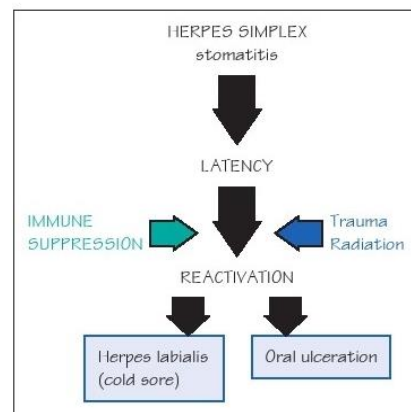 HERPES SIMPLEX
stomatitis
LATENCY
IMMUNE
SUPPRESSION
Trauma
Radiation
REACTIVATION
Herpes labialis
(cold sore)
Oral ulceration